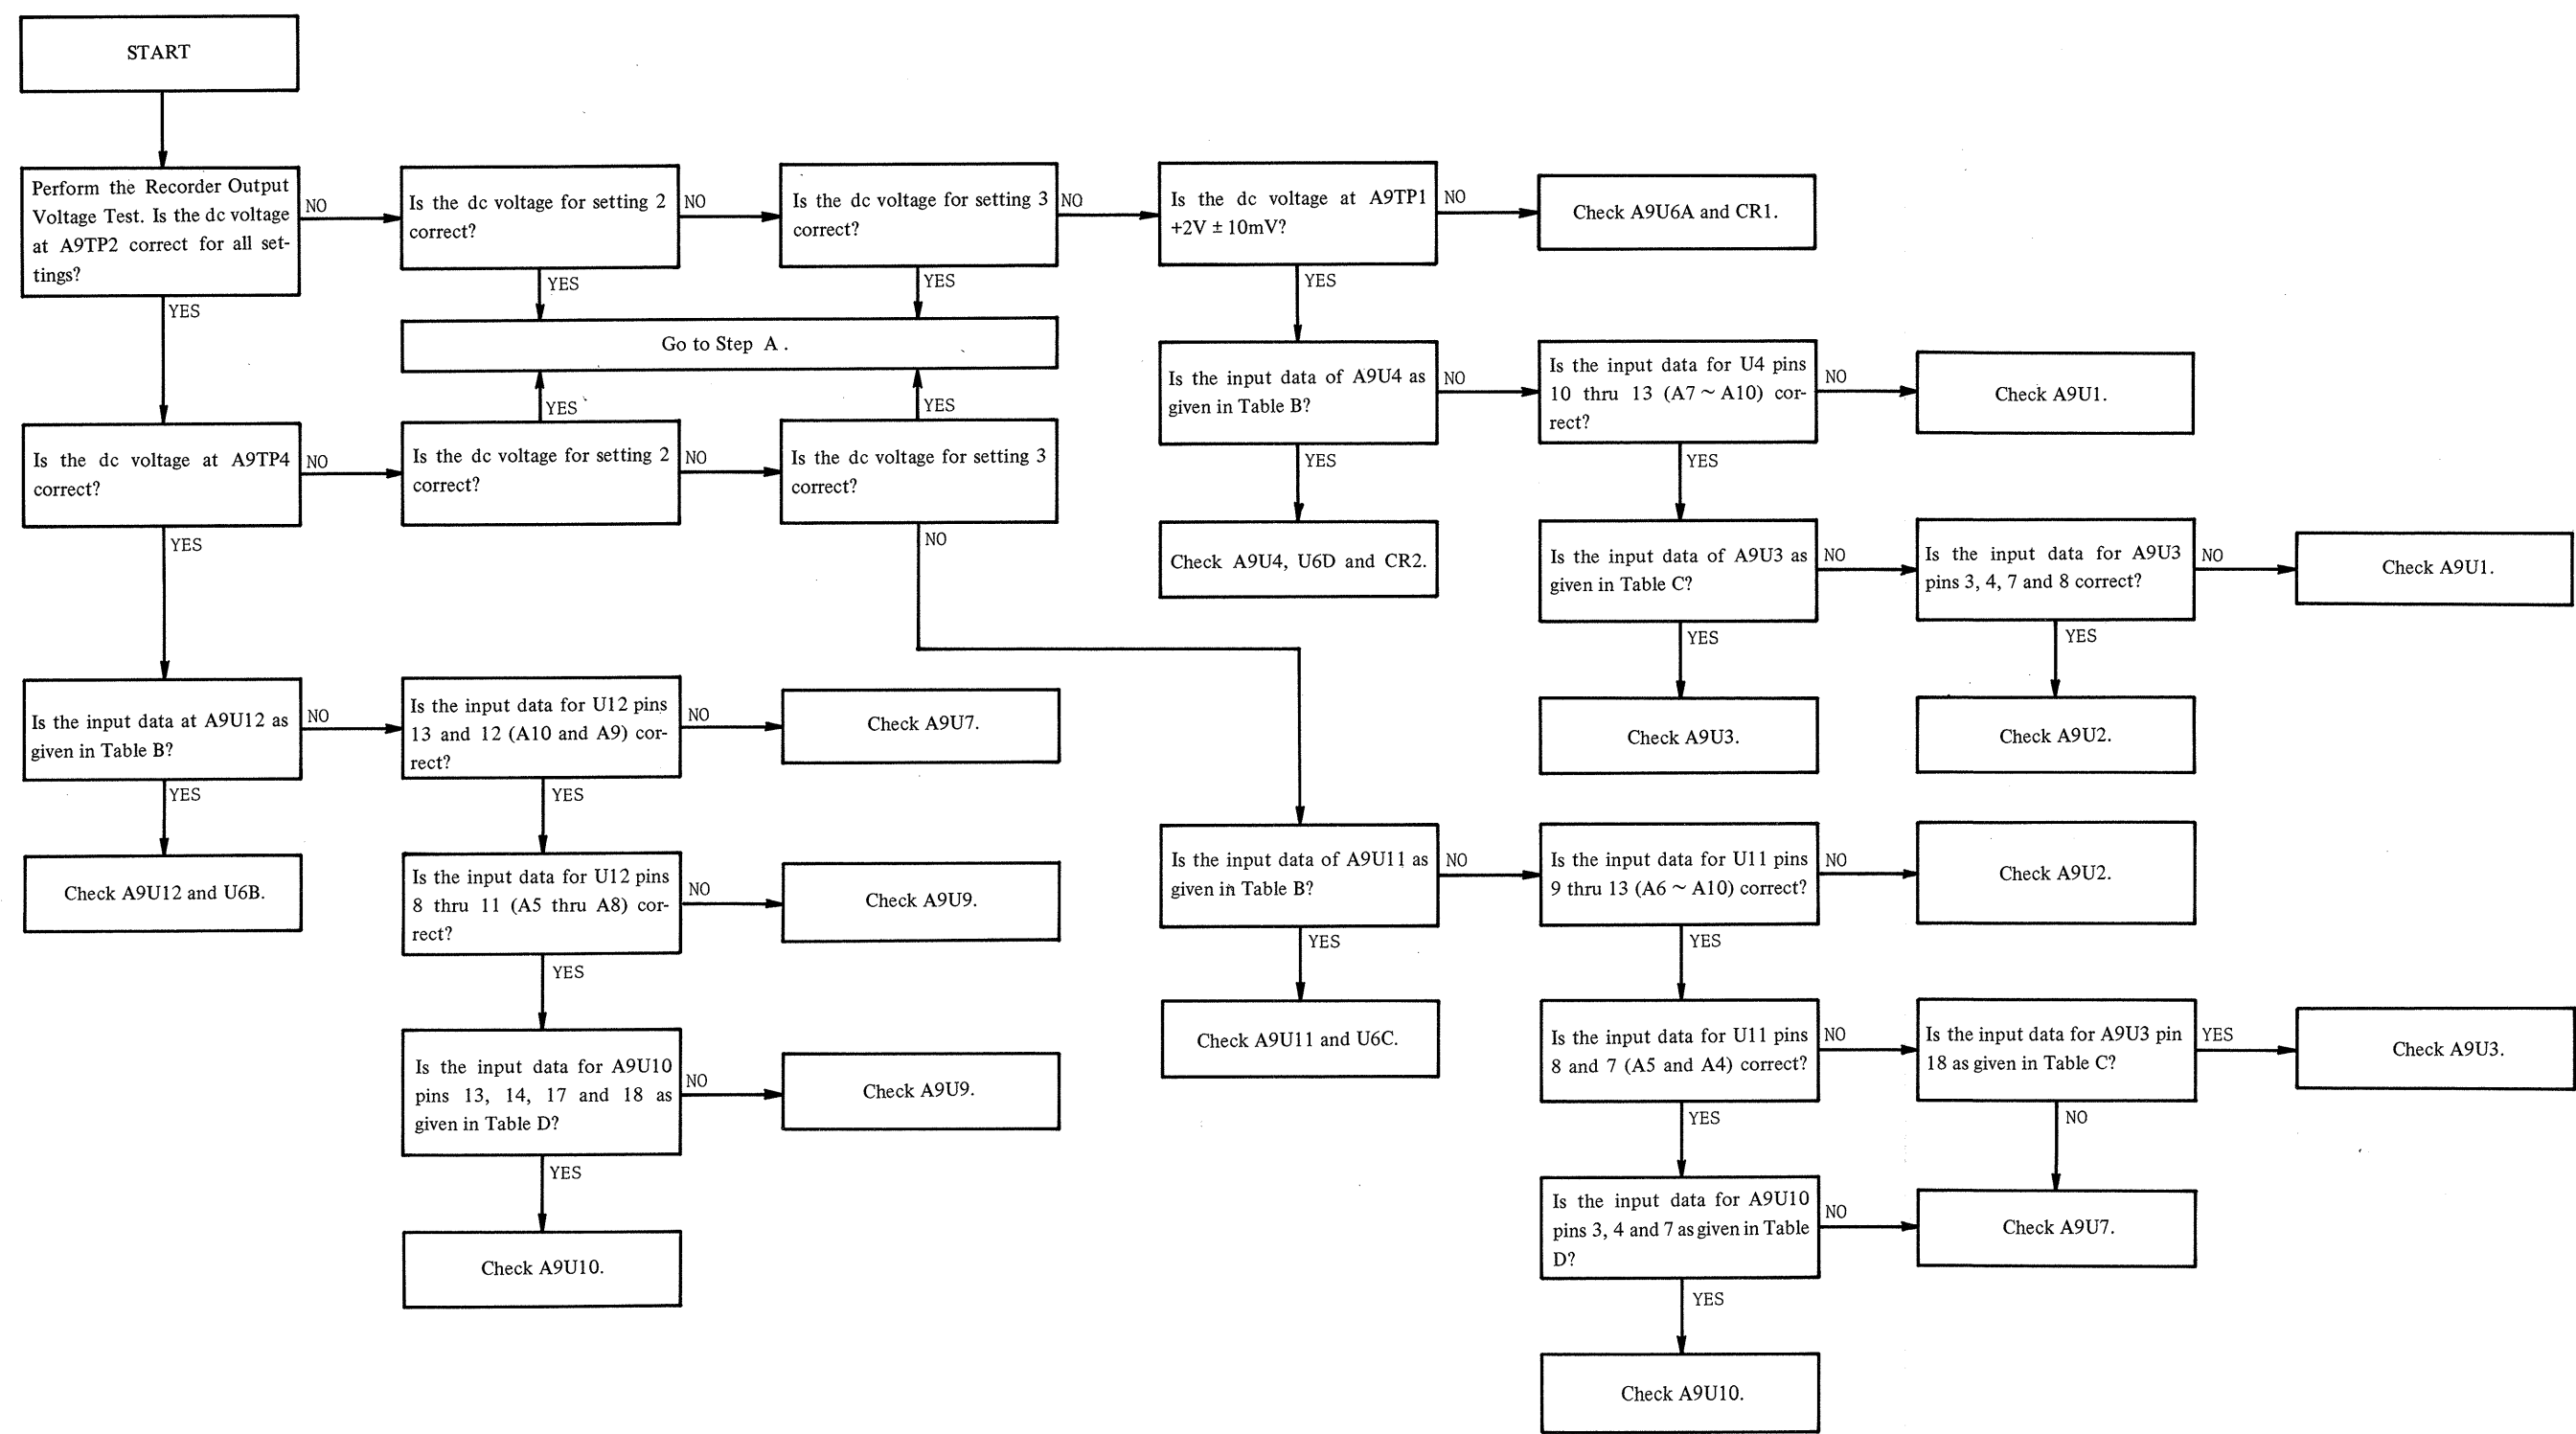 START
Perform the Recorder Output
Voltage Test. Is the dc voltage
at A9TP2 correct for all set-
tings?
NO
YES
Is the dc voltage for setting 2
correct?
NO
YES
Is the dc voltage for setting 3
correct?
NO
YES
Is the dc voltage at A9TP1
+2V ± 10mV?
NO
YES
Check A9U6A and CR1.
Go to Step A .
Is the input data of A9U4 as
given in Table B?
NO
YES
Is the input data for U4 pins
10 thru 13 (A7 ~ A10) cor-
rect?
NO
YES
Check A9U1.
Is the dc voltage at A9TP4
correct?
NO
YES
Is the dc voltage for setting 2
correct?
NO
YES
Is the dc voltage for setting 3
correct?
YES
NO
Check A9U4, U6D and CR2.
Is the input data of A9U3 as
given in Table C?
NO
YES
Is the input data for A9U3
pins 3, 4, 7 and 8 correct?
NO
YES
Check A9U1.
Check A9U3.
Check A9U2.
Is the input data at A9U12 as
given in Table B?
NO
YES
Is the input data for U12 pins
13 and 12 (A10 and A9) cor-
rect?
NO
YES
Check A9U7.
Check A9U12 and U6B.
Is the input data for U12 pins
8 thru 11 (A5 thru A8) cor-
rect?
NO
YES
Check A9U9.
Is the input data for A9U10
pins 13, 14, 17 and 18 as
given in Table D?
NO
YES
Check A9U9.
Check A9U10.
Is the input data of A9U11 as
given in Table B?
NO
YES
Is the input data for U11 pins
9 thru 13 (A6 ~ A10) correct?
NO
YES
Check A9U2.
Check A9U11 and U6C.
Is the input data for U11 pins
8 and 7 (A5 and A4) correct?
NO
YES
Is the input data for A9U3 pin
18 as given in Table C?
YES
NO
Check A9U3.
Is the input data for A9U10
pins 3, 4 and 7 as given in Table
D?
NO
YES
Check A9U7.
Check A9U10.